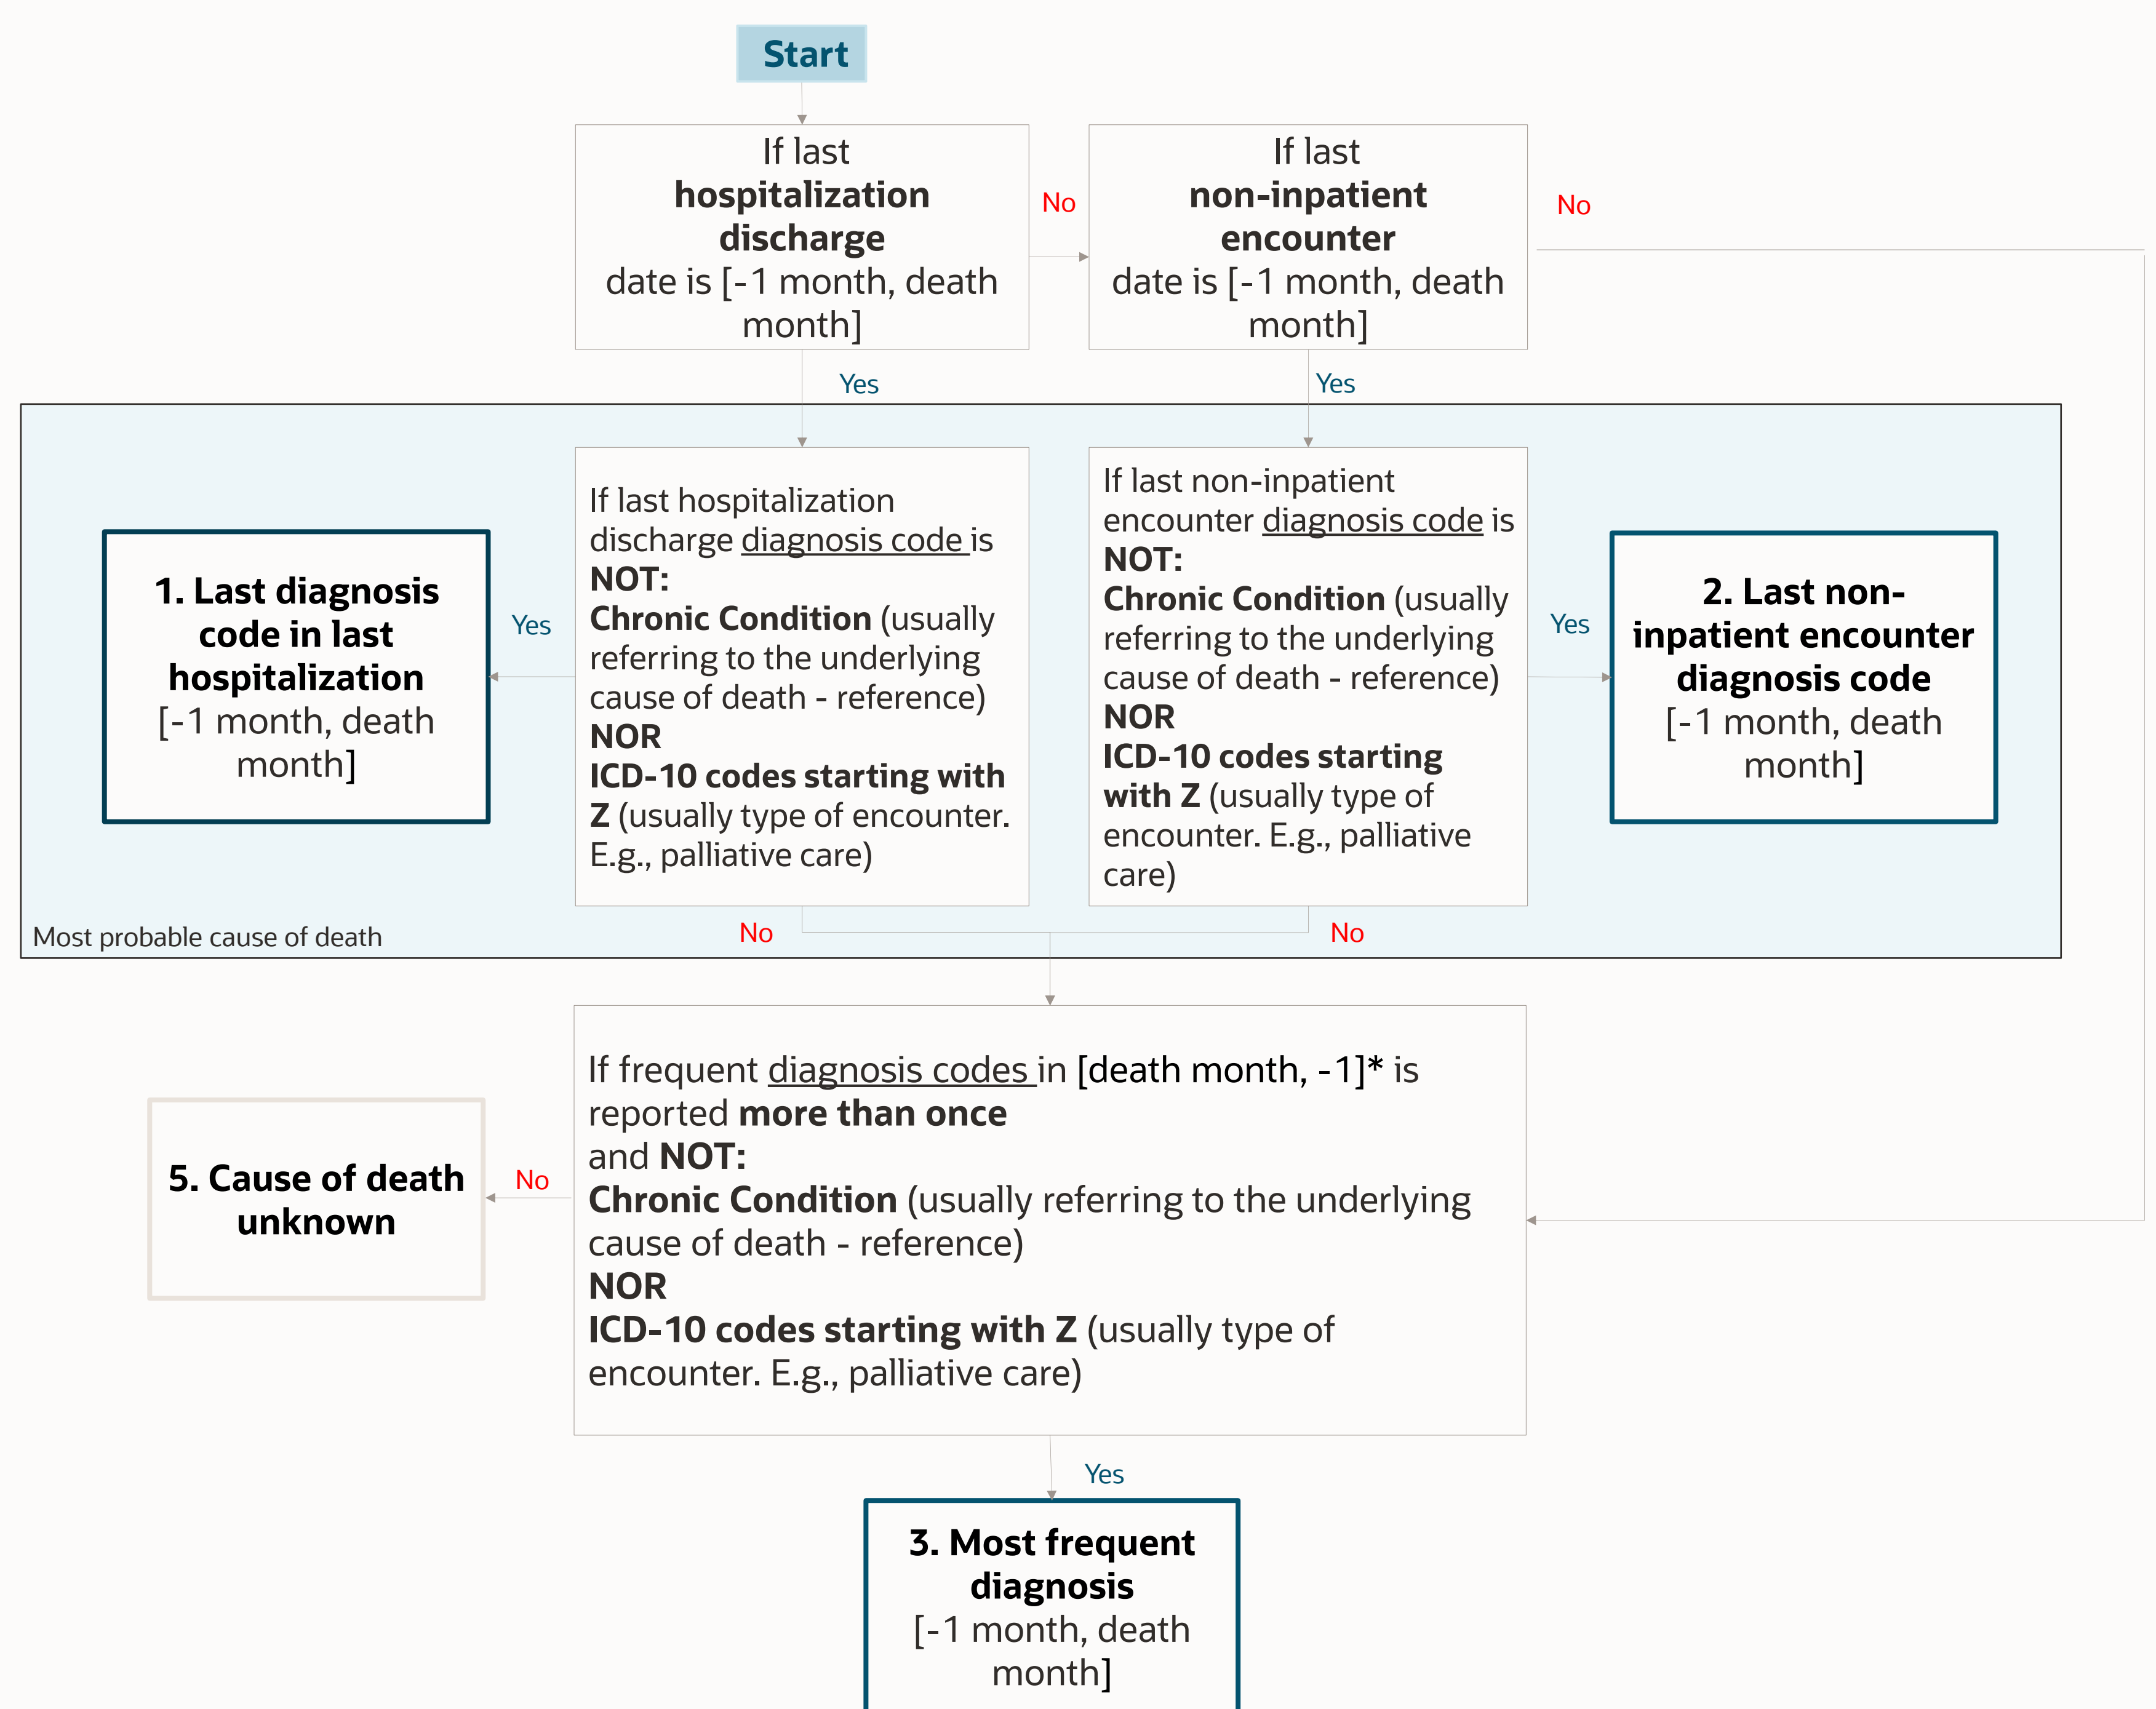 Start
If last
hospitalization
discharge
date is [-1 month, death
month]
No
If last
non-inpatient
encounter
date is [-1 month, death
month]
No
Yes
Yes
1. Last diagnosis
code in last
hospitalization
[-1 month, death
month]
Yes
If last hospitalization
discharge diagnosis code is
NOT:
Chronic Condition (usually
referring to the underlying
cause of death - reference)
NOR
ICD-10 codes starting with
Z (usually type of encounter.
E.g., palliative care)
If last non-inpatient
encounter diagnosis code is
NOT:
Chronic Condition (usually
referring to the underlying
cause of death - reference)
NOR
ICD-10 codes starting
with Z (usually type of
encounter. E.g., palliative
care)
Yes
2. Last non-
inpatient encounter
diagnosis code
[-1 month, death
month]
Most probable cause of death
No
No
If frequent diagnosis codes in [death month, -1]* is
reported more than once
and NOT:
Chronic Condition (usually referring to the underlying
cause of death - reference)
NOR
ICD-10 codes starting with Z (usually type of
encounter. E.g., palliative care)
No
5. Cause of death
unknown
Yes
3. Most frequent
diagnosis
[-1 month, death
month]